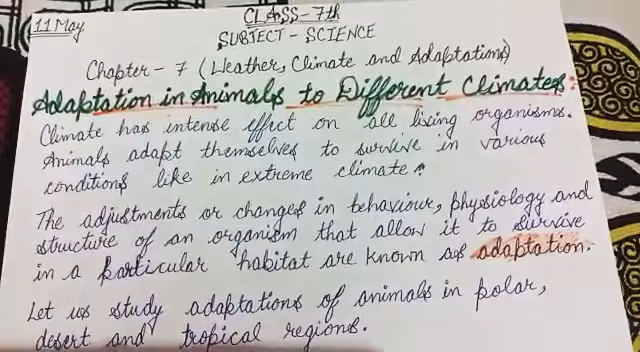 11 May
CLASS-7th
SUBJECT - SCIENCE
Chapter - 7 (Weather, Climate and Adaptations)
Adaptation in Animals to Different Climates:
Climate has intense effect on all living organisms.
Animals adapt themselves to survive in various
conditions like in extreme climate.
The adjustments or changes in behaviour, physiology and
structure of an organism that allow it to survive
in a particular habitat are known as adaptation.
Let us study adaptations of animals in polar,
desert and tropical regions.